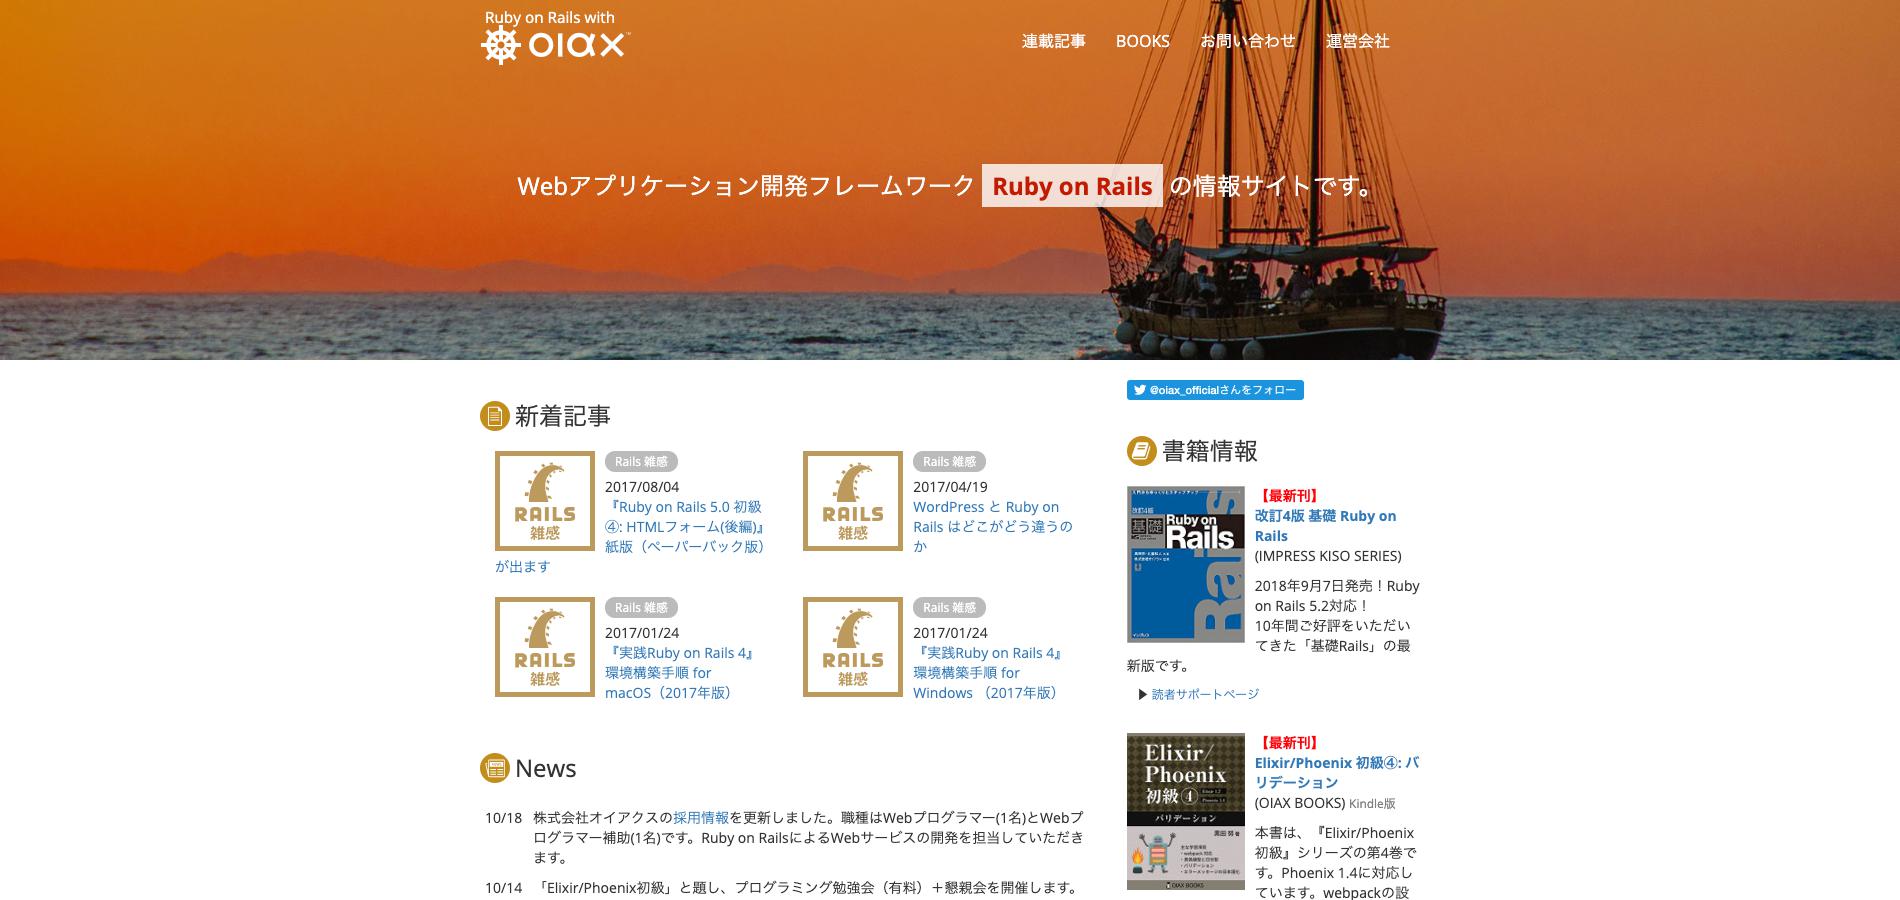 Ruby on Rails with
OIAX
連載記事 BOOKS お問い合わせ 運営会社
Webアプリケーション開発フレームワーク Ruby on Rails の情報サイトです。
新着記事
RAILS
雑感
Rails 雑感
2017/08/04
『Ruby on Rails 5.0 初級
④: HTMLフォーム(後編)』
紙版（ペーパーバック版）
が出ます
RAILS
雑感
Rails 雑感
2017/04/19
WordPress と Ruby on
Rails はどこがどう違うの
か
RAILS
雑感
Rails 雑感
2017/01/24
『実践Ruby on Rails 4』
環境構築手順 for
macOS（2017年版）
RAILS
雑感
Rails 雑感
2017/01/24
『実践Ruby on Rails 4』
環境構築手順 for
Windows （2017年版）
News
10/18 株式会社オイアクスの採用情報を更新しました。職種はWebプログラマー(1名)とWebプ
ログラマー補助(1名)です。Ruby on RailsによるWebサービスの開発を担当していただき
ます。
10/14 「Elixir/Phoenix初級」と題し、プログラミング勉強会（有料）＋懇親会を開催します。
@oiax_officialさんをフォロー
書籍情報
改訂4版
基礎
Ruby on
Rails
Rails
インプレス
【最新刊】
改訂4版 基礎 Ruby on
Rails
(IMPRESS KISO SERIES)
2018年9月7日発売！Ruby
on Rails 5.2対応！
10年間ご好評をいただい
てきた「基礎Rails」の最
新版です。
▶ 読者サポートページ
Elixir/
Phoenix
初級④
バリデーション
黒田 努 著
OIAX BOOKS
【最新刊】
Elixir/Phoenix 初級④: バ
リデーション
(OIAX BOOKS) Kindle版
本書は、『Elixir/Phoenix
初級』シリーズの第4巻で
す。Phoenix 1.4に対応し
ています。webpackの設